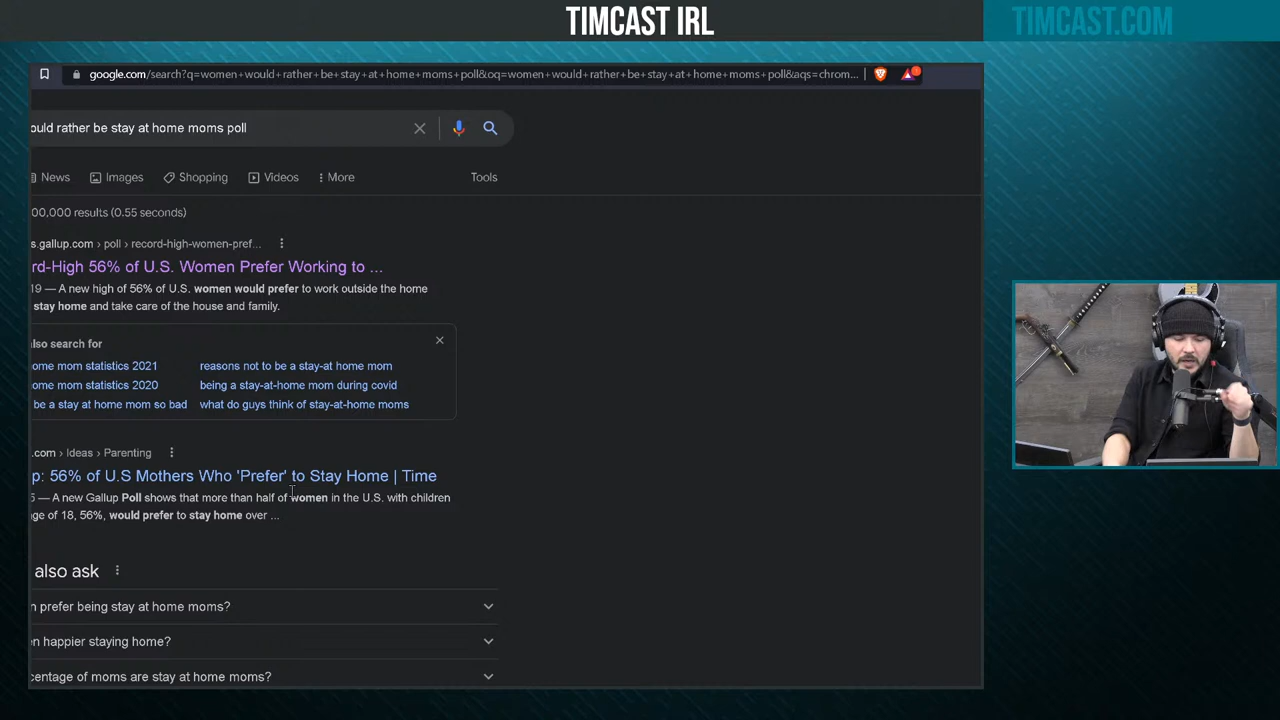 TIMCAST IRL
TIMCAST.COM
google.com/search?q=women+would+rather+be+stay+at+home+moms+poll&oq=women+would+rather+be+stay+at+home+moms+poll&aqs=chrom...
ould rather be stay at home moms poll
News Images Shopping Videos More Tools
00,000 results (0.55 seconds)
s.gallup.com › poll › record-high-women-pref...
rd-High 56% of U.S. Women Prefer Working to ...
19 — A new high of 56% of U.S. women would prefer to work outside the home
stay home and take care of the house and family.
also search for
ome mom statistics 2021 reasons not to be a stay-at home mom
ome mom statistics 2020 being a stay-at-home mom during covid
be a stay at home mom so bad what do guys think of stay-at-home moms
.com › Ideas › Parenting
p: 56% of U.S Mothers Who 'Prefer' to Stay Home | Time
5 — A new Gallup Poll shows that more than half of women in the U.S. with children
ge of 18, 56%, would prefer to stay home over ...
also ask
n prefer being stay at home moms?
en happier staying home?
centage of moms are stay at home moms?